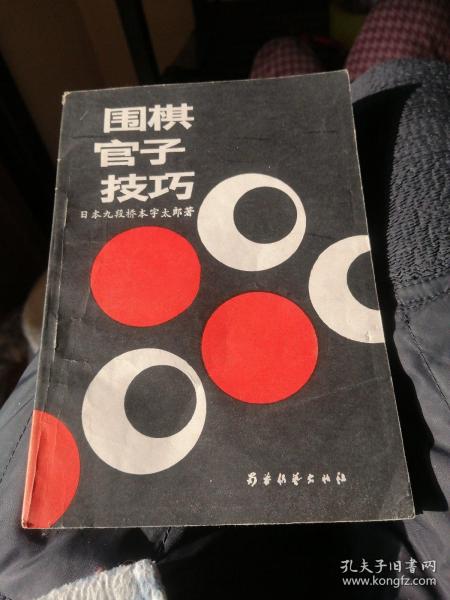 围棋
官子
技巧
日本九段桥本宇太郎著
蜀蓉棋艺出版社
孔夫子旧书网
www.kongfz.com